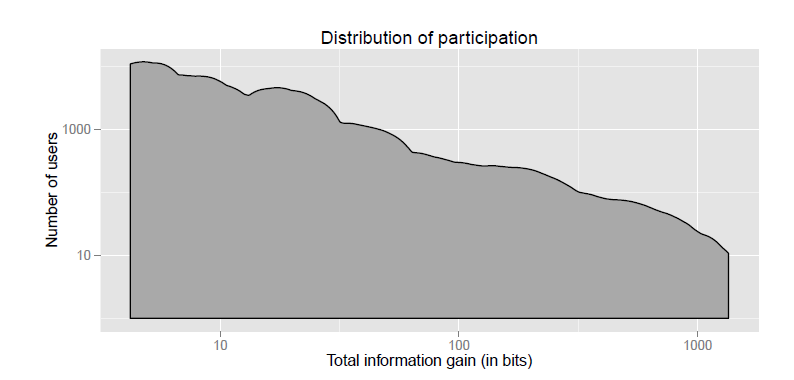 Distribution of participation
Number of users
1000
10
10
100
1000
Total information gain (in bits)